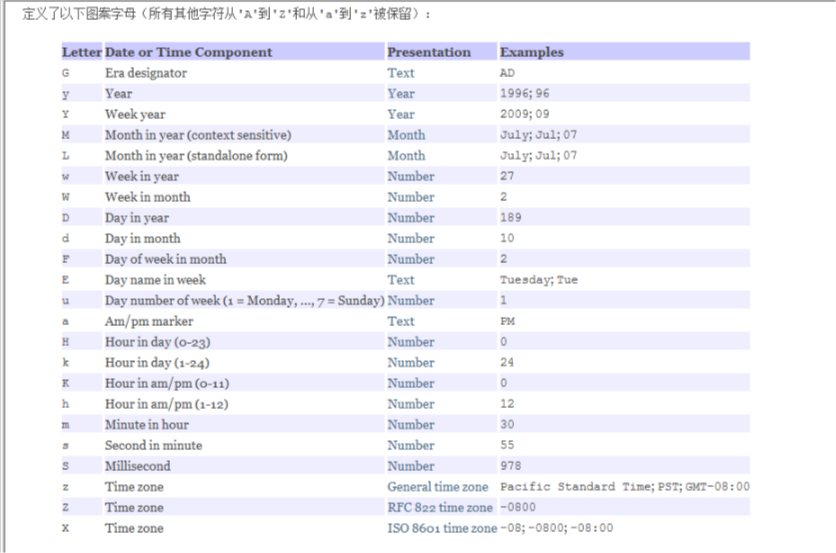 定义了以下图案字母（所有其他字符从'A'到'Z'和从'a'到'z'被保留）：
Letter Date or Time Component Presentation Examples
G Era designator Text AD
y Year Year 1996; 96
Y Week year Year 2009; 09
M Month in year (context sensitive) Month July; Jul; 07
L Month in year (standalone form) Month July; Jul; 07
w Week in year Number 27
W Week in month Number 2
D Day in year Number 189
d Day in month Number 10
F Day of week in month Number 2
E Day name in week Text Tuesday; Tue
u Day number of week (1 = Monday, ..., 7 = Sunday) Number 1
a Am/pm marker Text PM
H Hour in day (0-23) Number 0
k Hour in day (1-24) Number 24
K Hour in am/pm (0-11) Number 0
h Hour in am/pm (1-12) Number 12
m Minute in hour Number 30
s Second in minute Number 55
S Millisecond Number 978
z Time zone General time zone Pacific Standard Time; PST; GMT-08:00
Z Time zone RFC 822 time zone -0800
X Time zone ISO 8601 time zone -08; -0800; -08:00